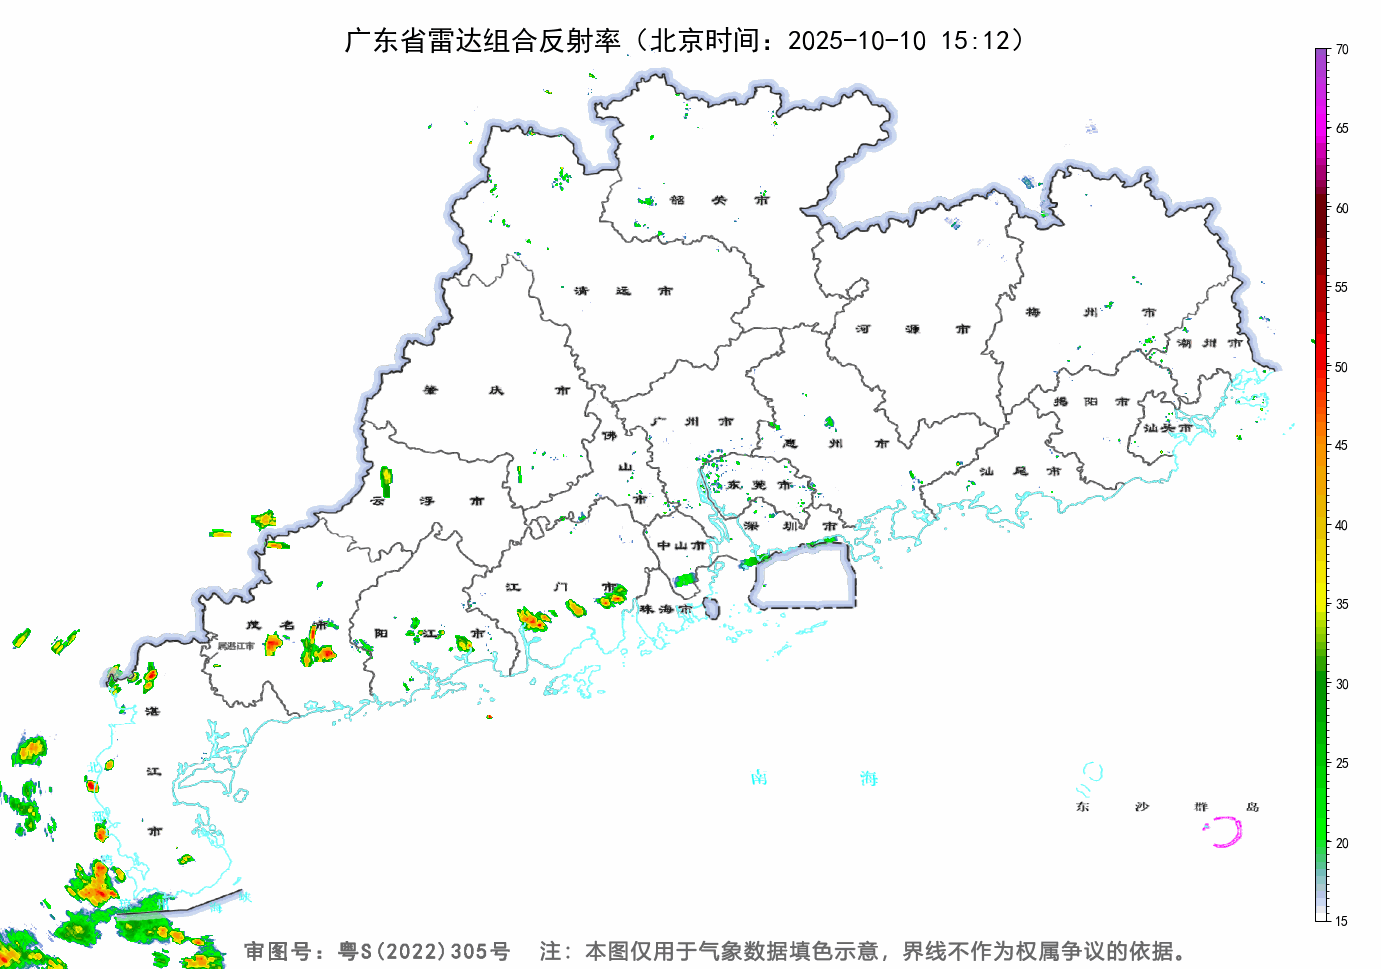 广东省雷达组合反射率（北京时间：2025-10-10 15:12）
70
65
60
55
50
45
40
35
30
25
20
15
韶 关 市
清 远 市
梅 州 市
河 源 市
潮 州 市
肇 庆 市
揭 阳 市
广 州 市
汕头市
佛
山
市
惠 州 市
汕 尾 市
东 莞 市
云 浮 市
深 圳 市
中山市
江 门 市
珠海市
茂 名 市
阳 江 市
属湛江市
湛
江
市
南 海
东 沙 群 岛
审图号：粤S(2022)305号 注：本图仅用于气象数据填色示意，界线不作为权属争议的依据。